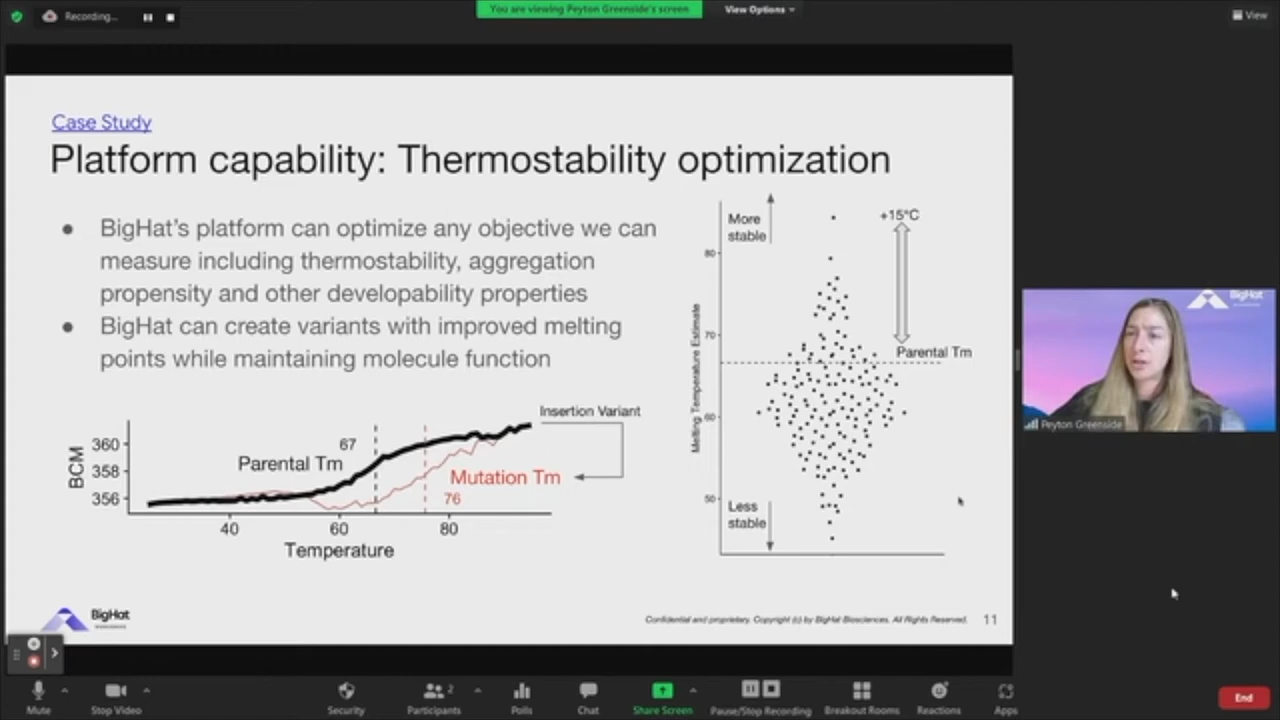 Recording...
You are viewing Peyton Greenside's screen
View Options
View
Case Study
Platform capability: Thermostability optimization
● BigHat's platform can optimize any objective we can
measure including thermostability, aggregation
propensity and other developability properties
● BigHat can create variants with improved melting
points while maintaining molecule function
More
stable
+15°C
80
70
60
50
Melting Temperature Estimate
Parental Tm
Less
stable
Insertion Variant
BCM
360
358
356
67
Parental Tm
Mutation Tm
76
40
60
80
Temperature
BigHat
Confidential and proprietary. Copyright (c) by BigHat Biosciences. All Rights Reserved.
11
BigHat
Peyton Greenside
Mute
Stop Video
Security
Participants
2
Polls
Chat
Share Screen
Pause/Stop Recording
Breakout Rooms
Reactions
Apps
End